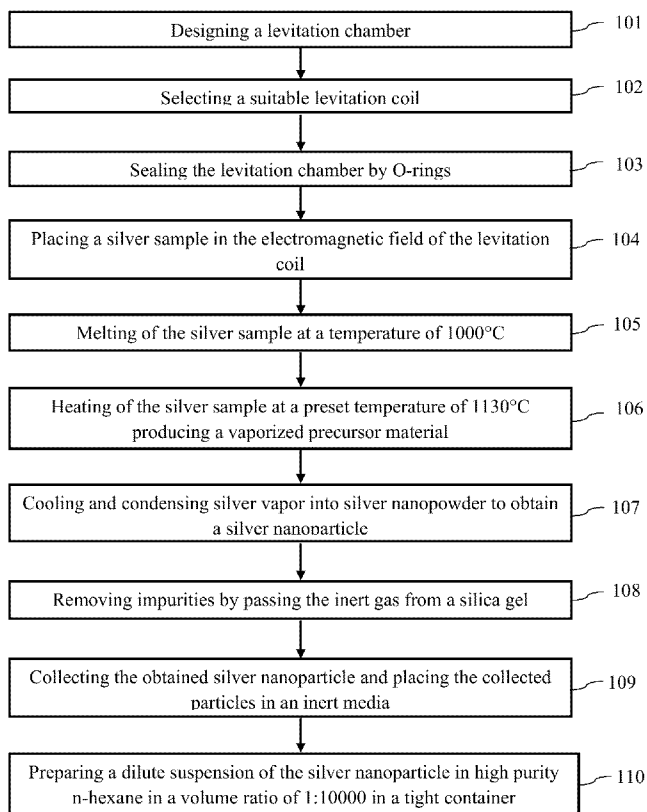 Designing a levitation chamber
101
Selecting a suitable levitation coil
102
Sealing the levitation chamber by O-rings
103
Placing a silver sample in the electromagnetic field of the levitation
coil
104
Melting of the silver sample at a temperature of 1000°C
105
Heating of the silver sample at a preset temperature of 1130°C
producing a vaporized precursor material
106
Cooling and condensing silver vapor into silver nanopowder to obtain
a silver nanoparticle
107
Removing impurities by passing the inert gas from a silica gel
108
Collecting the obtained silver nanoparticle and placing the collected
particles in an inert media
109
Preparing a dilute suspension of the silver nanoparticle in high purity
n-hexane in a volume ratio of 1:10000 in a tight container
110